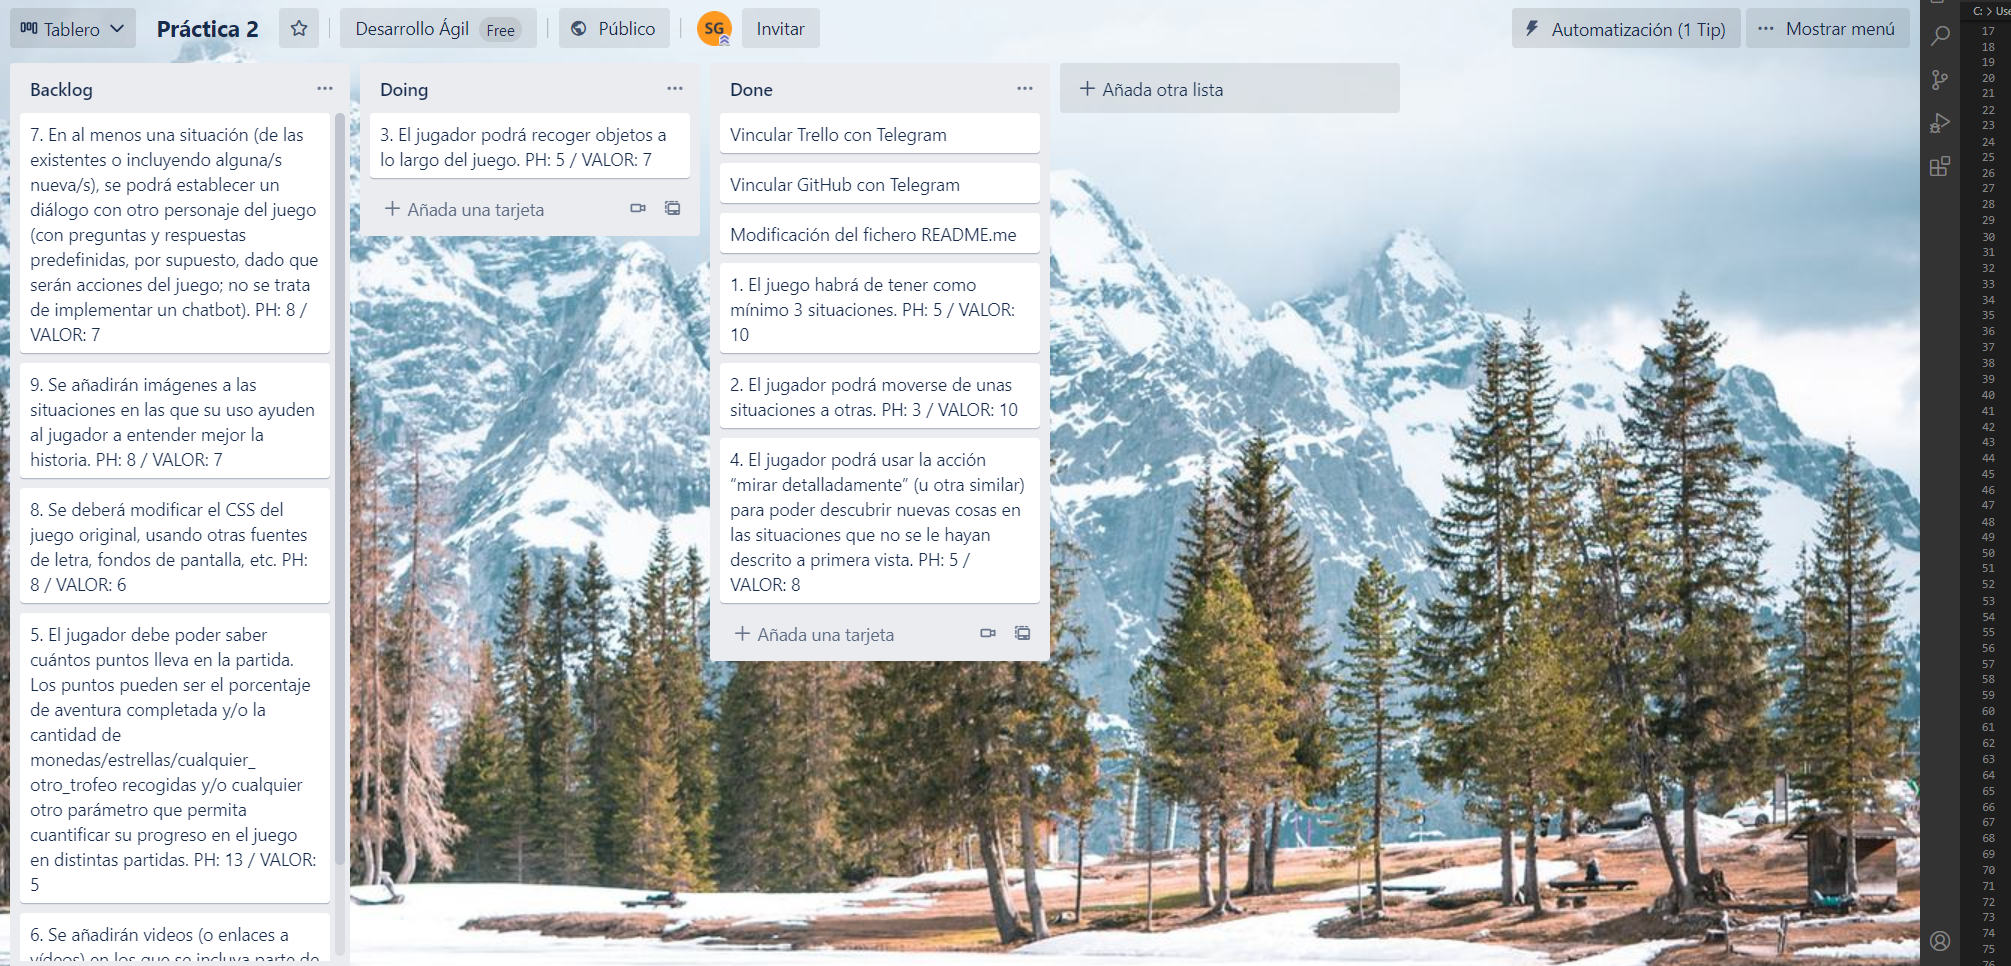 Tablero
Práctica 2
Desarrollo Ágil Free
Público
SG
Invitar
Automatización (1 Tip)
Mostrar menú
Backlog
7. En al menos una situación (de las
existentes o incluyendo alguna/s
nueva/s), se podrá establecer un
diálogo con otro personaje del juego
(con preguntas y respuestas
predefinidas, por supuesto, dado que
serán acciones del juego; no se trata
de implementar un chatbot). PH: 8 /
VALOR: 7
9. Se añadirán imágenes a las
situaciones en las que su uso ayuden
al jugador a entender mejor la
historia. PH: 8 / VALOR: 7
8. Se deberá modificar el CSS del
juego original, usando otras fuentes
de letra, fondos de pantalla, etc. PH:
8 / VALOR: 6
5. El jugador debe poder saber
cuántos puntos lleva en la partida.
Los puntos pueden ser el porcentaje
de aventura completada y/o la
cantidad de
monedas/estrellas/cualquier_
otro_trofeo recogidas y/o cualquier
otro parámetro que permita
cuantificar su progreso en el juego
en distintas partidas. PH: 13 / VALOR:
5
6. Se añadirán videos (o enlaces a
vídeos) en los que se incluya parte de
Doing
3. El jugador podrá recoger objetos a
lo largo del juego. PH: 5 / VALOR: 7
Añada una tarjeta
Done
Vincular Trello con Telegram
Vincular GitHub con Telegram
Modificación del fichero README.me
1. El juego habrá de tener como
mínimo 3 situaciones. PH: 5 / VALOR:
10
2. El jugador podrá moverse de unas
situaciones a otras. PH: 3 / VALOR: 10
4. El jugador podrá usar la acción
“mirar detalladamente” (u otra similar)
para poder descubrir nuevas cosas en
las situaciones que no se le hayan
descrito a primera vista. PH: 5 /
VALOR: 8
Añada una tarjeta
Añada otra lista
C: > Use
17
18
19
20
21
22
23
24
25
26
27
28
29
30
31
32
33
34
35
36
37
38
39
40
41
42
43
44
45
46
47
48
49
50
51
52
53
54
55
56
57
58
59
60
61
62
63
64
65
66
67
68
69
70
71
72
73
74
75
76